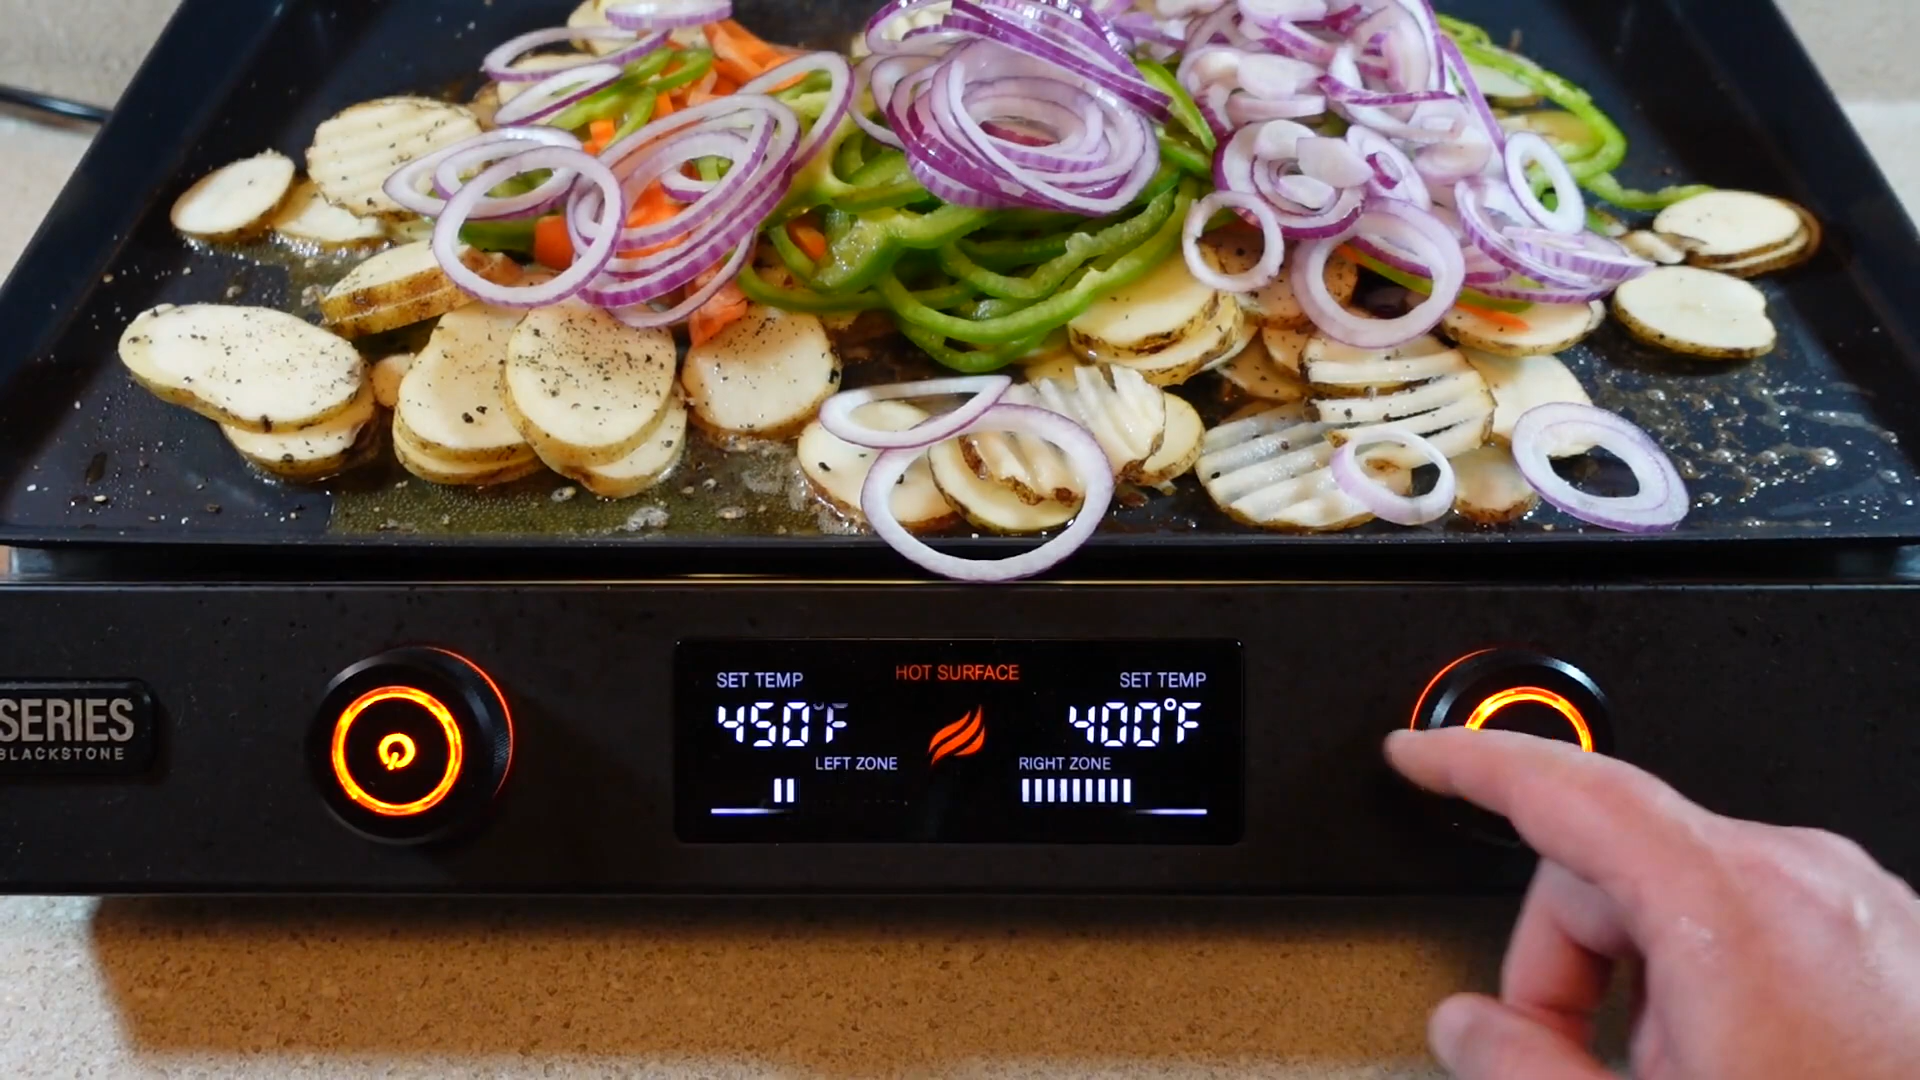 SERIES
BLACKSTONE
HOT SURFACE
SET TEMP
SET TEMP
450°F
400°F
LEFT ZONE
RIGHT ZONE